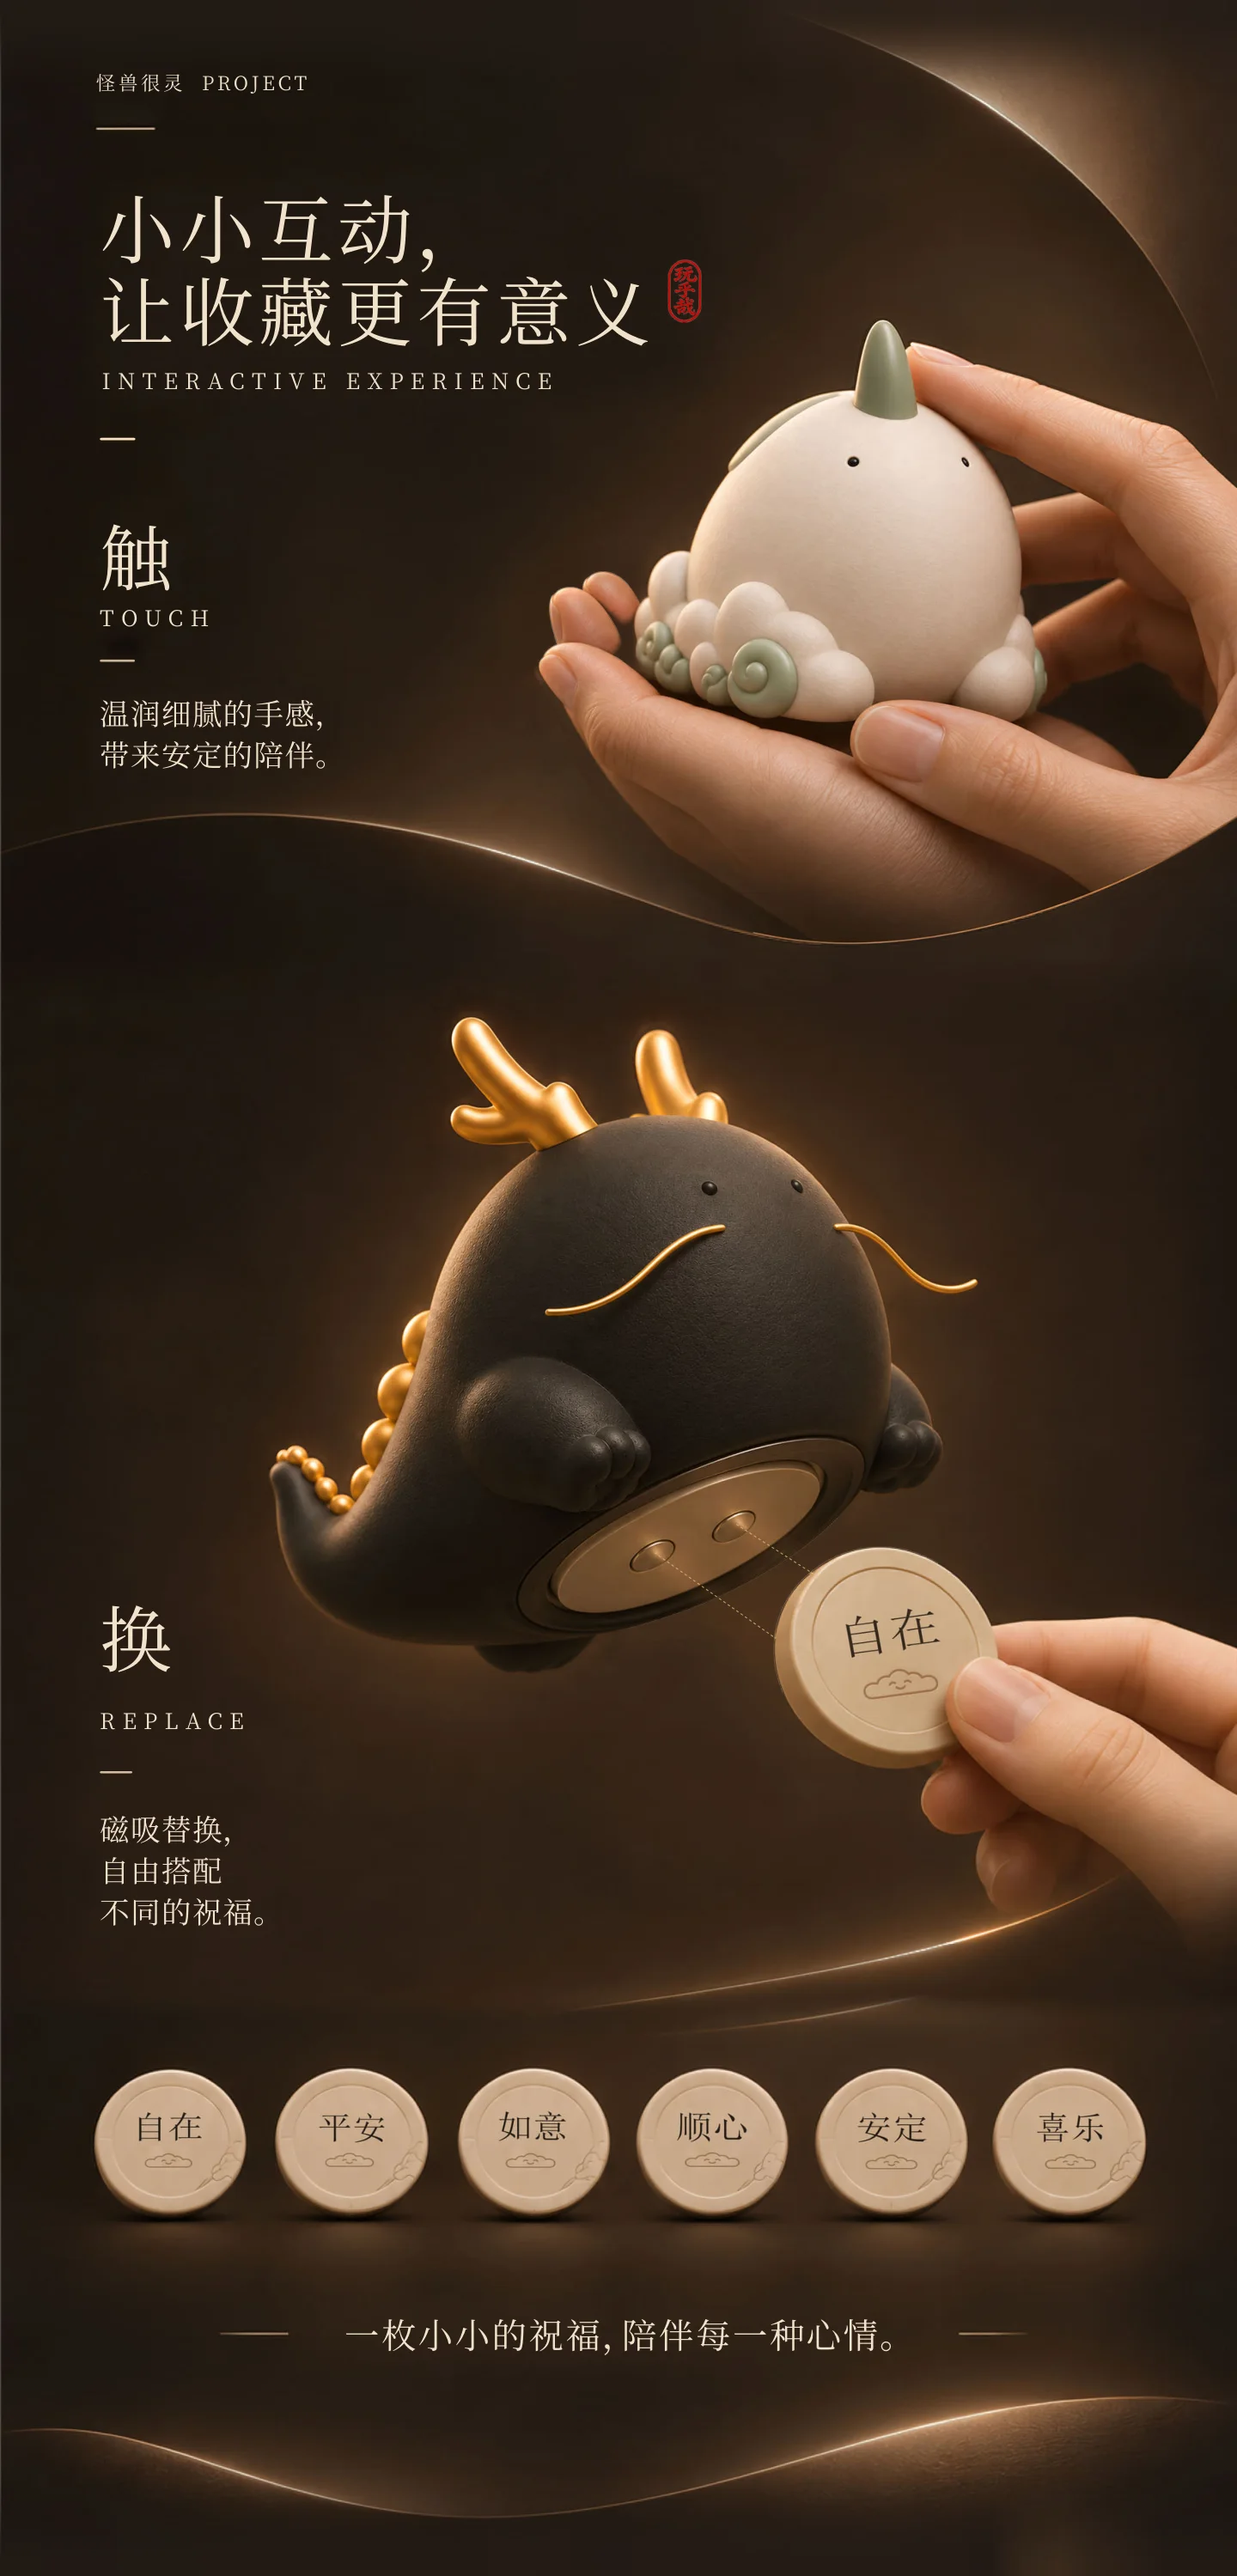 怪兽很灵 PROJECT
小小互动，
让收藏更有意义
玩乎哉
INTERACTIVE EXPERIENCE
触
TOUCH
温润细腻的手感，
带来安定的陪伴。
自在
换
REPLACE
磁吸替换，
自由搭配
不同的祝福。
自在 平安 如意 顺心 安定 喜乐
一枚小小的祝福，陪伴每一种心情。